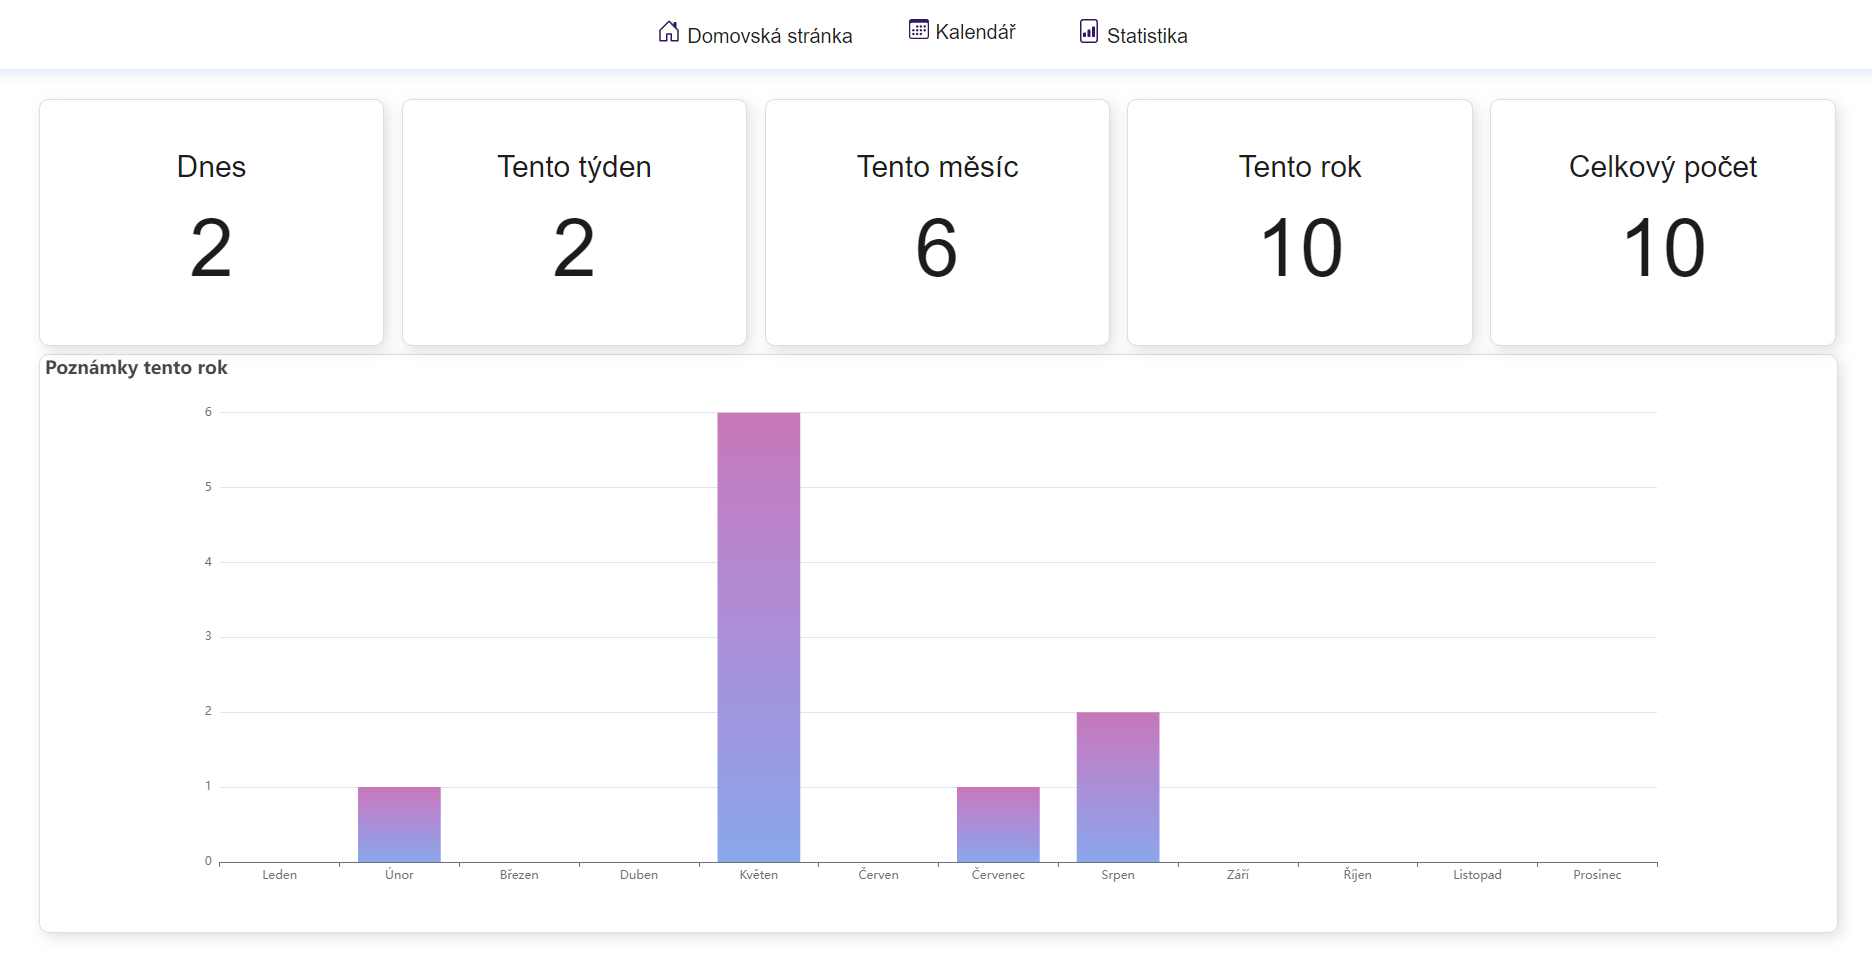 Domovská stránka
Kalendář
Statistika
Dnes
2
Tento týden
2
Tento měsíc
6
Tento rok
10
Celkový počet
10
Poznámky tento rok
6
5
4
3
2
1
0
Leden Únor Březen Duben Květen Červen Červenec Srpen Září Říjen Listopad Prosinec